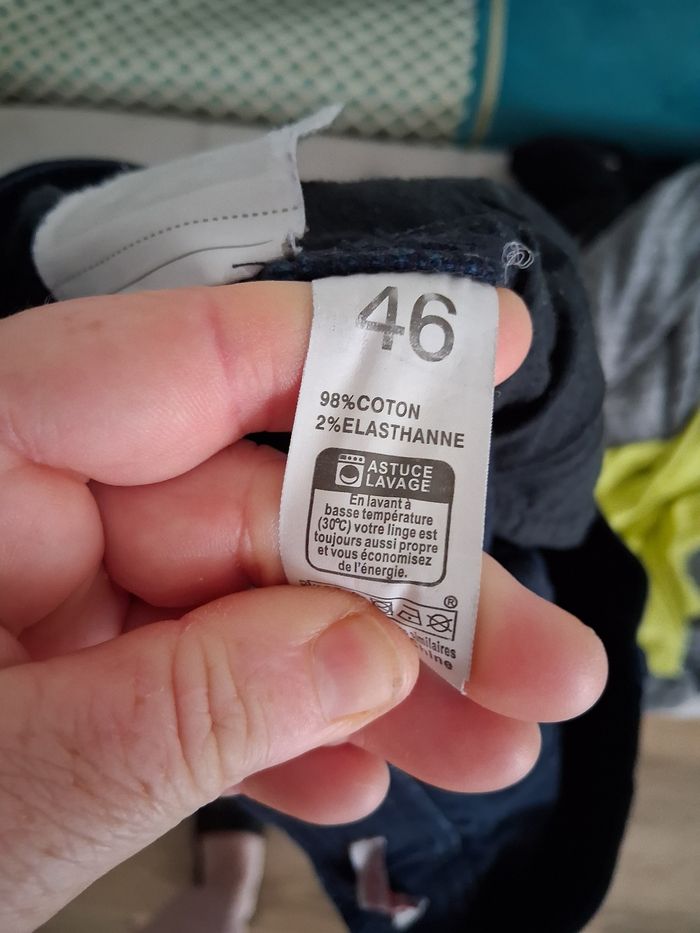 46
98%COTON
2%ELASTHANNE
ASTUCE
LAVAGE
En lavant à
basse température
(30°C) votre linge est
toujours aussi propre
et vous économisez
de l'énergie.
®